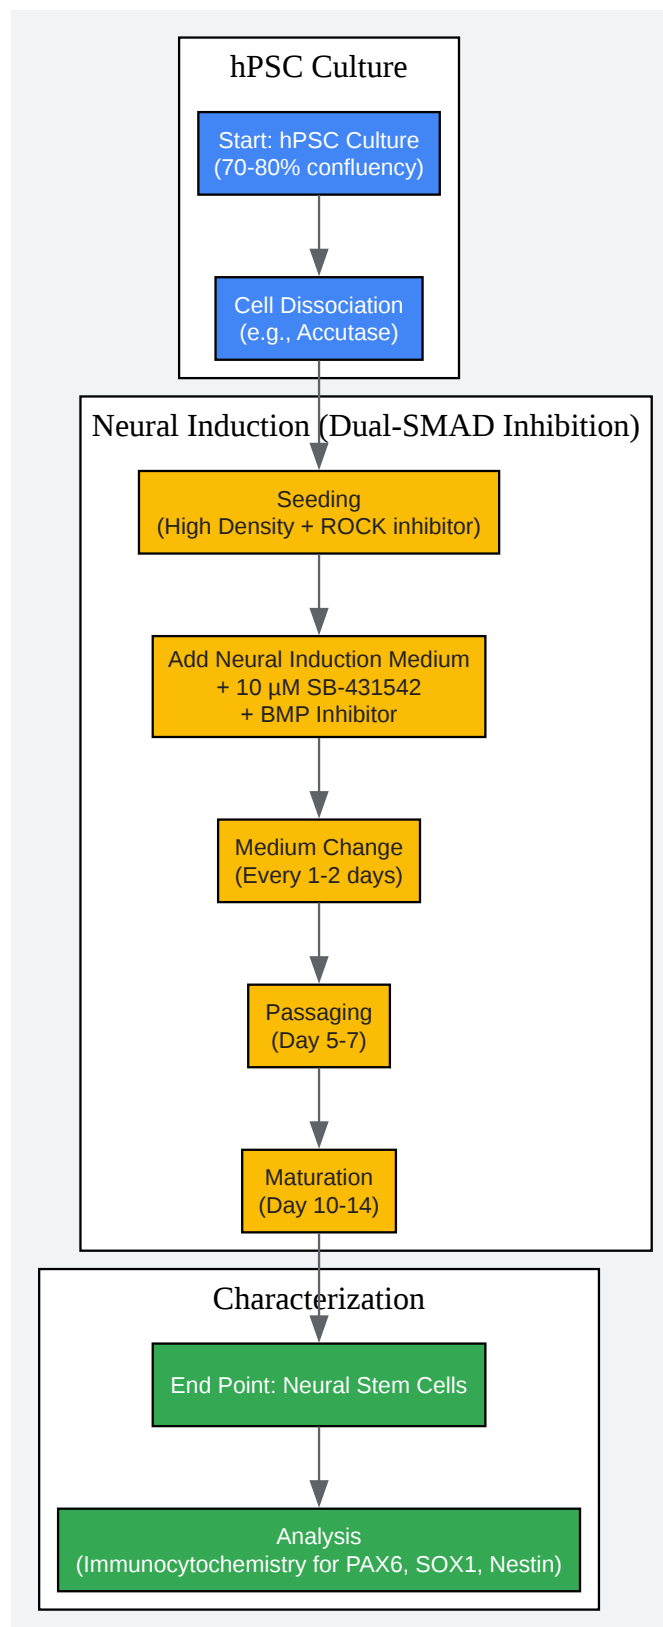 hPSC Culture
Start: hPSC Culture
(70-80% confluency)
Cell Dissociation
(e.g., Accutase)
Neural Induction (Dual-SMAD Inhibition)
Seeding
(High Density + ROCK inhibitor)
Add Neural Induction Medium
+ 10 µM SB-431542
+ BMP Inhibitor
Medium Change
(Every 1-2 days)
Passaging
(Day 5-7)
Maturation
(Day 10-14)
Characterization
End Point: Neural Stem Cells
Analysis
(Immunocytochemistry for PAX6, SOX1, Nestin)